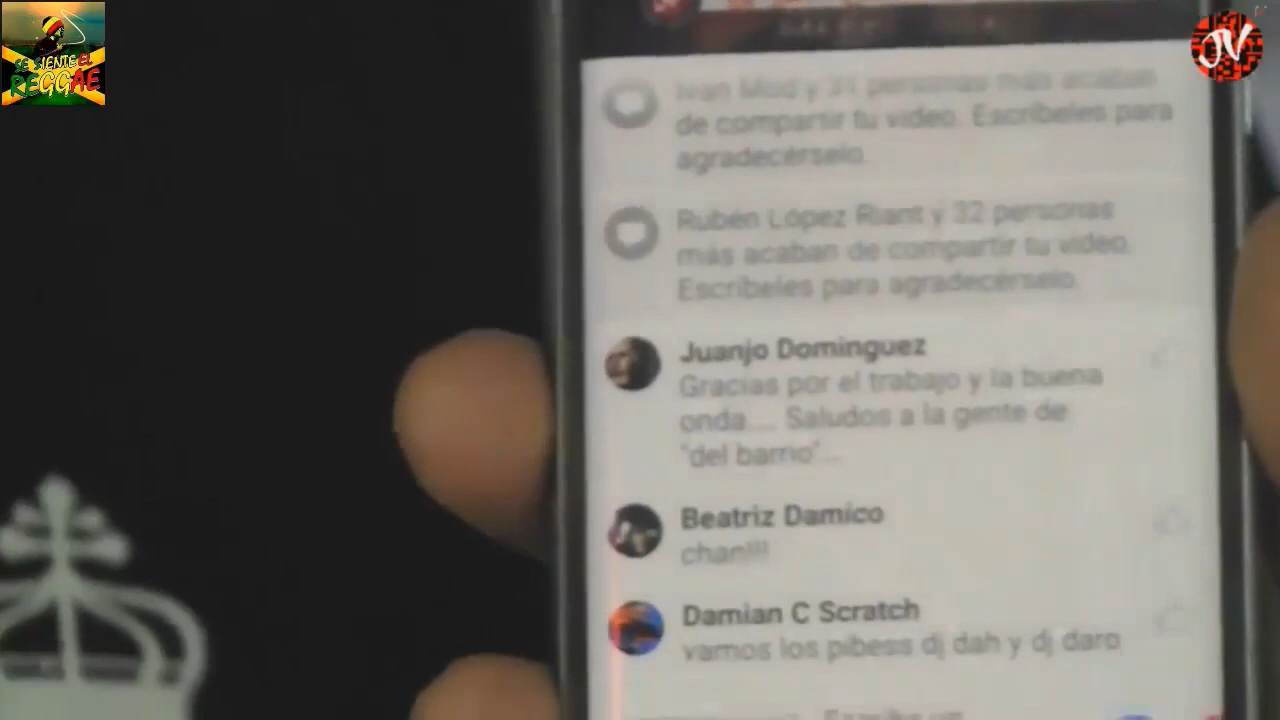 SE SIENTE EL
REGGAE
JV
y 31 personas más acaban
de compartir tu video. Escríbeles para
agradecérselo.
Rubén López Riant y 32 personas
más acaban de compartir tu video.
Escríbeles para agradecérselo.
Juanjo Dominguez
Gracias por el trabajo y la buena
onda.... Saludos a la gente de
"del barrio"...
Beatriz Damico
chan!!!
Damian C Scratch
vamos los pibess dj dah y dj daro